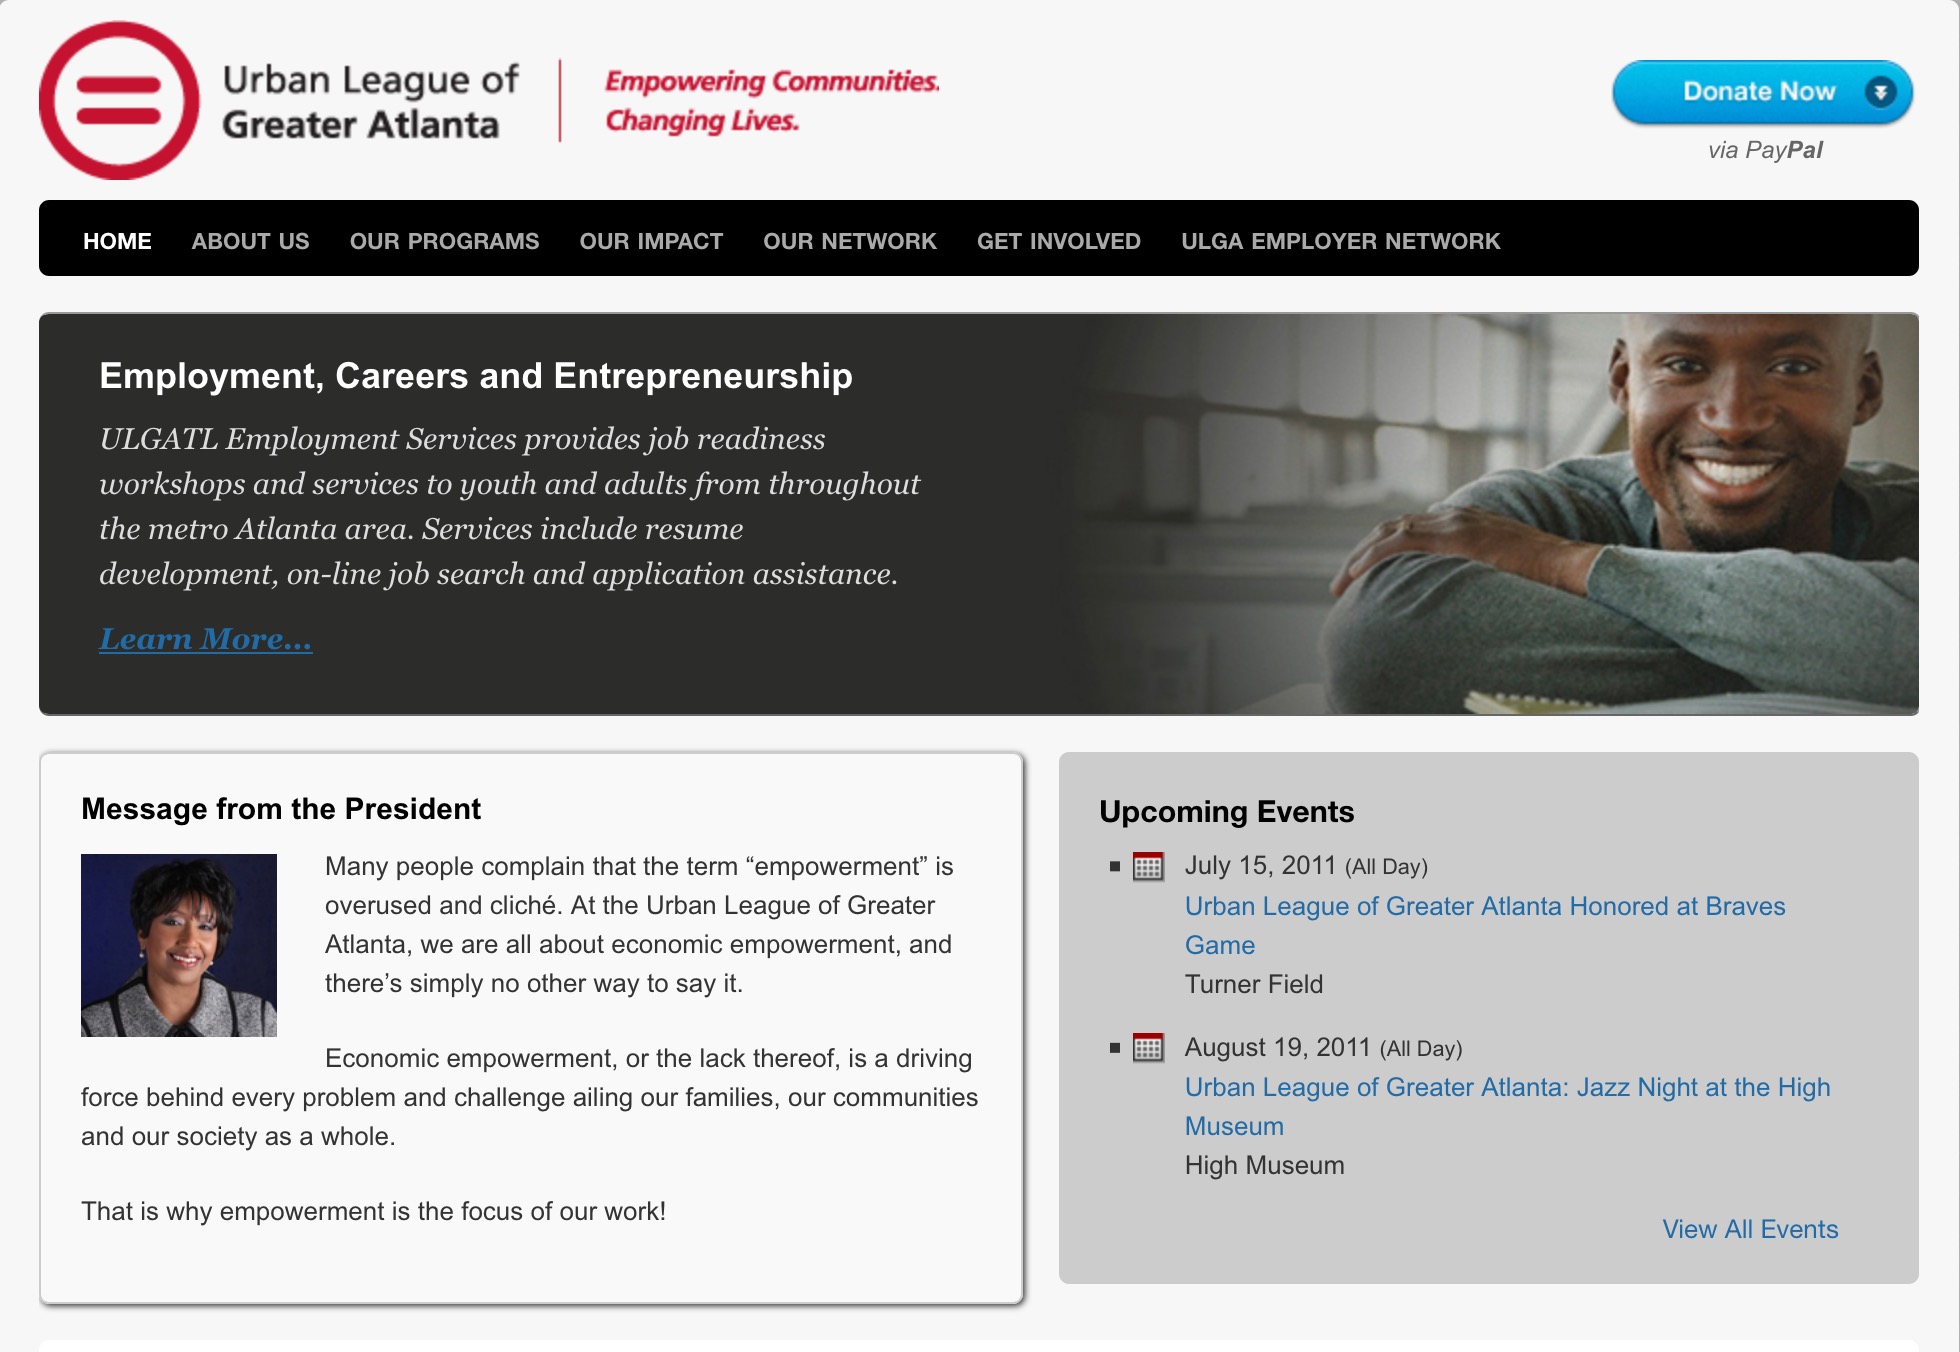 Urban League of
Greater Atlanta
Empowering Communities.
Changing Lives.
Donate Now
via PayPal
HOME ABOUT US OUR PROGRAMS OUR IMPACT OUR NETWORK GET INVOLVED ULGA EMPLOYER NETWORK
Employment, Careers and Entrepreneurship
ULGATL Employment Services provides job readiness
workshops and services to youth and adults from throughout
the metro Atlanta area. Services include resume
development, on-line job search and application assistance.
Learn More...
Message from the President
Many people complain that the term “empowerment” is
overused and cliché. At the Urban League of Greater
Atlanta, we are all about economic empowerment, and
there’s simply no other way to say it.
Economic empowerment, or the lack thereof, is a driving
force behind every problem and challenge ailing our families, our communities
and our society as a whole.
That is why empowerment is the focus of our work!
Upcoming Events
July 15, 2011 (All Day)
Urban League of Greater Atlanta Honored at Braves
Game
Turner Field
August 19, 2011 (All Day)
Urban League of Greater Atlanta: Jazz Night at the High
Museum
High Museum
View All Events